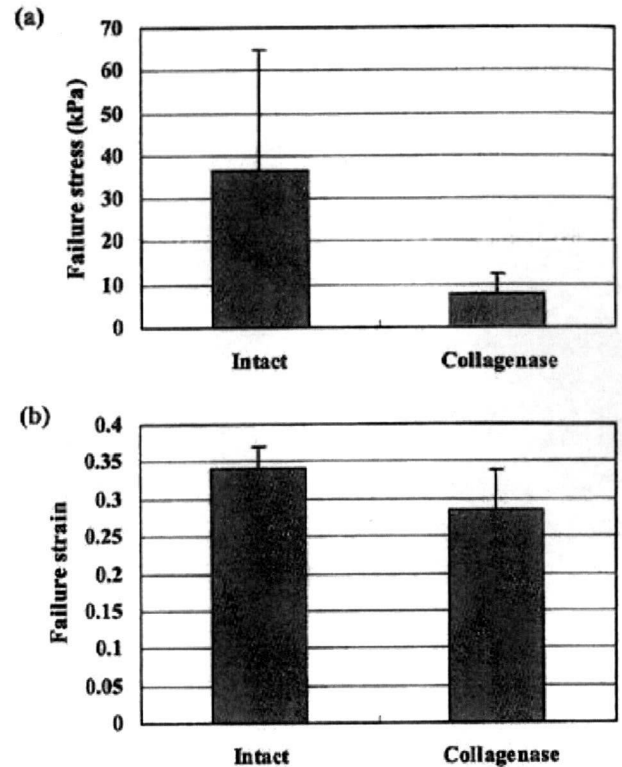 (a)
Failure stress (kPa)
70
60
50
40
30
20
10
0
Intact Collagenase
(b)
Failure strain
0.4
0.35
0.3
0.25
0.2
0.15
0.1
0.05
0
Intact Collagenase